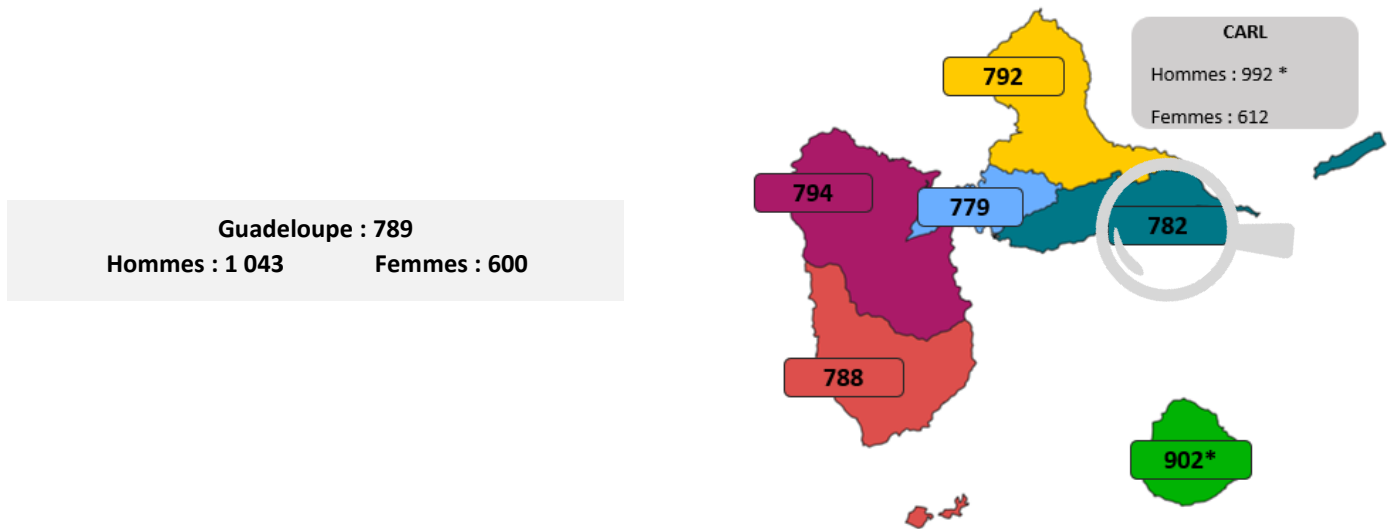 Guadeloupe : 789
Hommes : 1 043 Femmes : 600
CARL
Hommes : 992 *
Femmes : 612
792
794
779
782
788
902*